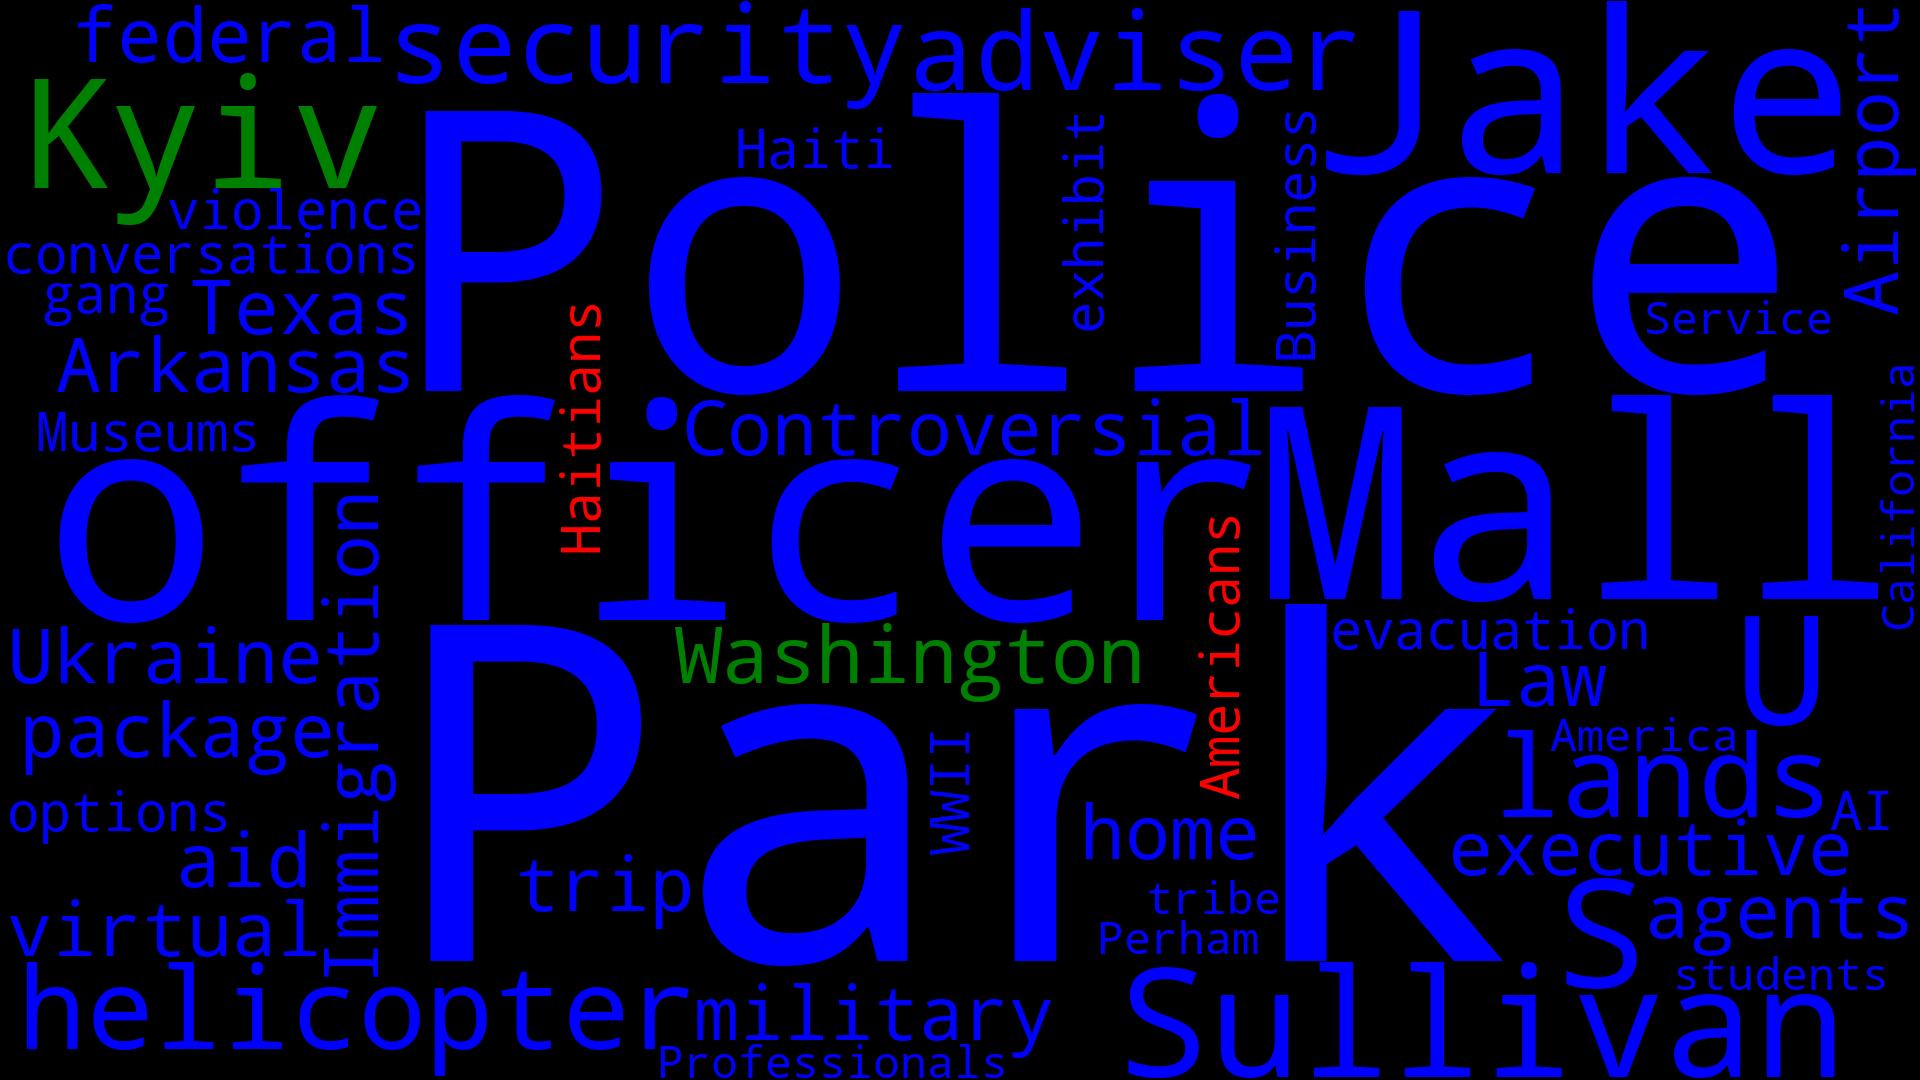 federal
security
adviser
Jake
Airport
Kyiv
Police
Haiti
exhibit
Business
violence
conversations
gang
Texas
Service
Haitians
Arkansas
California
Museums
officer
Controversial
Mall
Immigration
Americans
Ukraine
Washington
evacuation
U
Law
package
Park
WWII
America
lands
options
home
AI
executive
aid
trip
tribe
S
agents
virtual
Perham
students
helicopter
military
Sullivan
Professionals